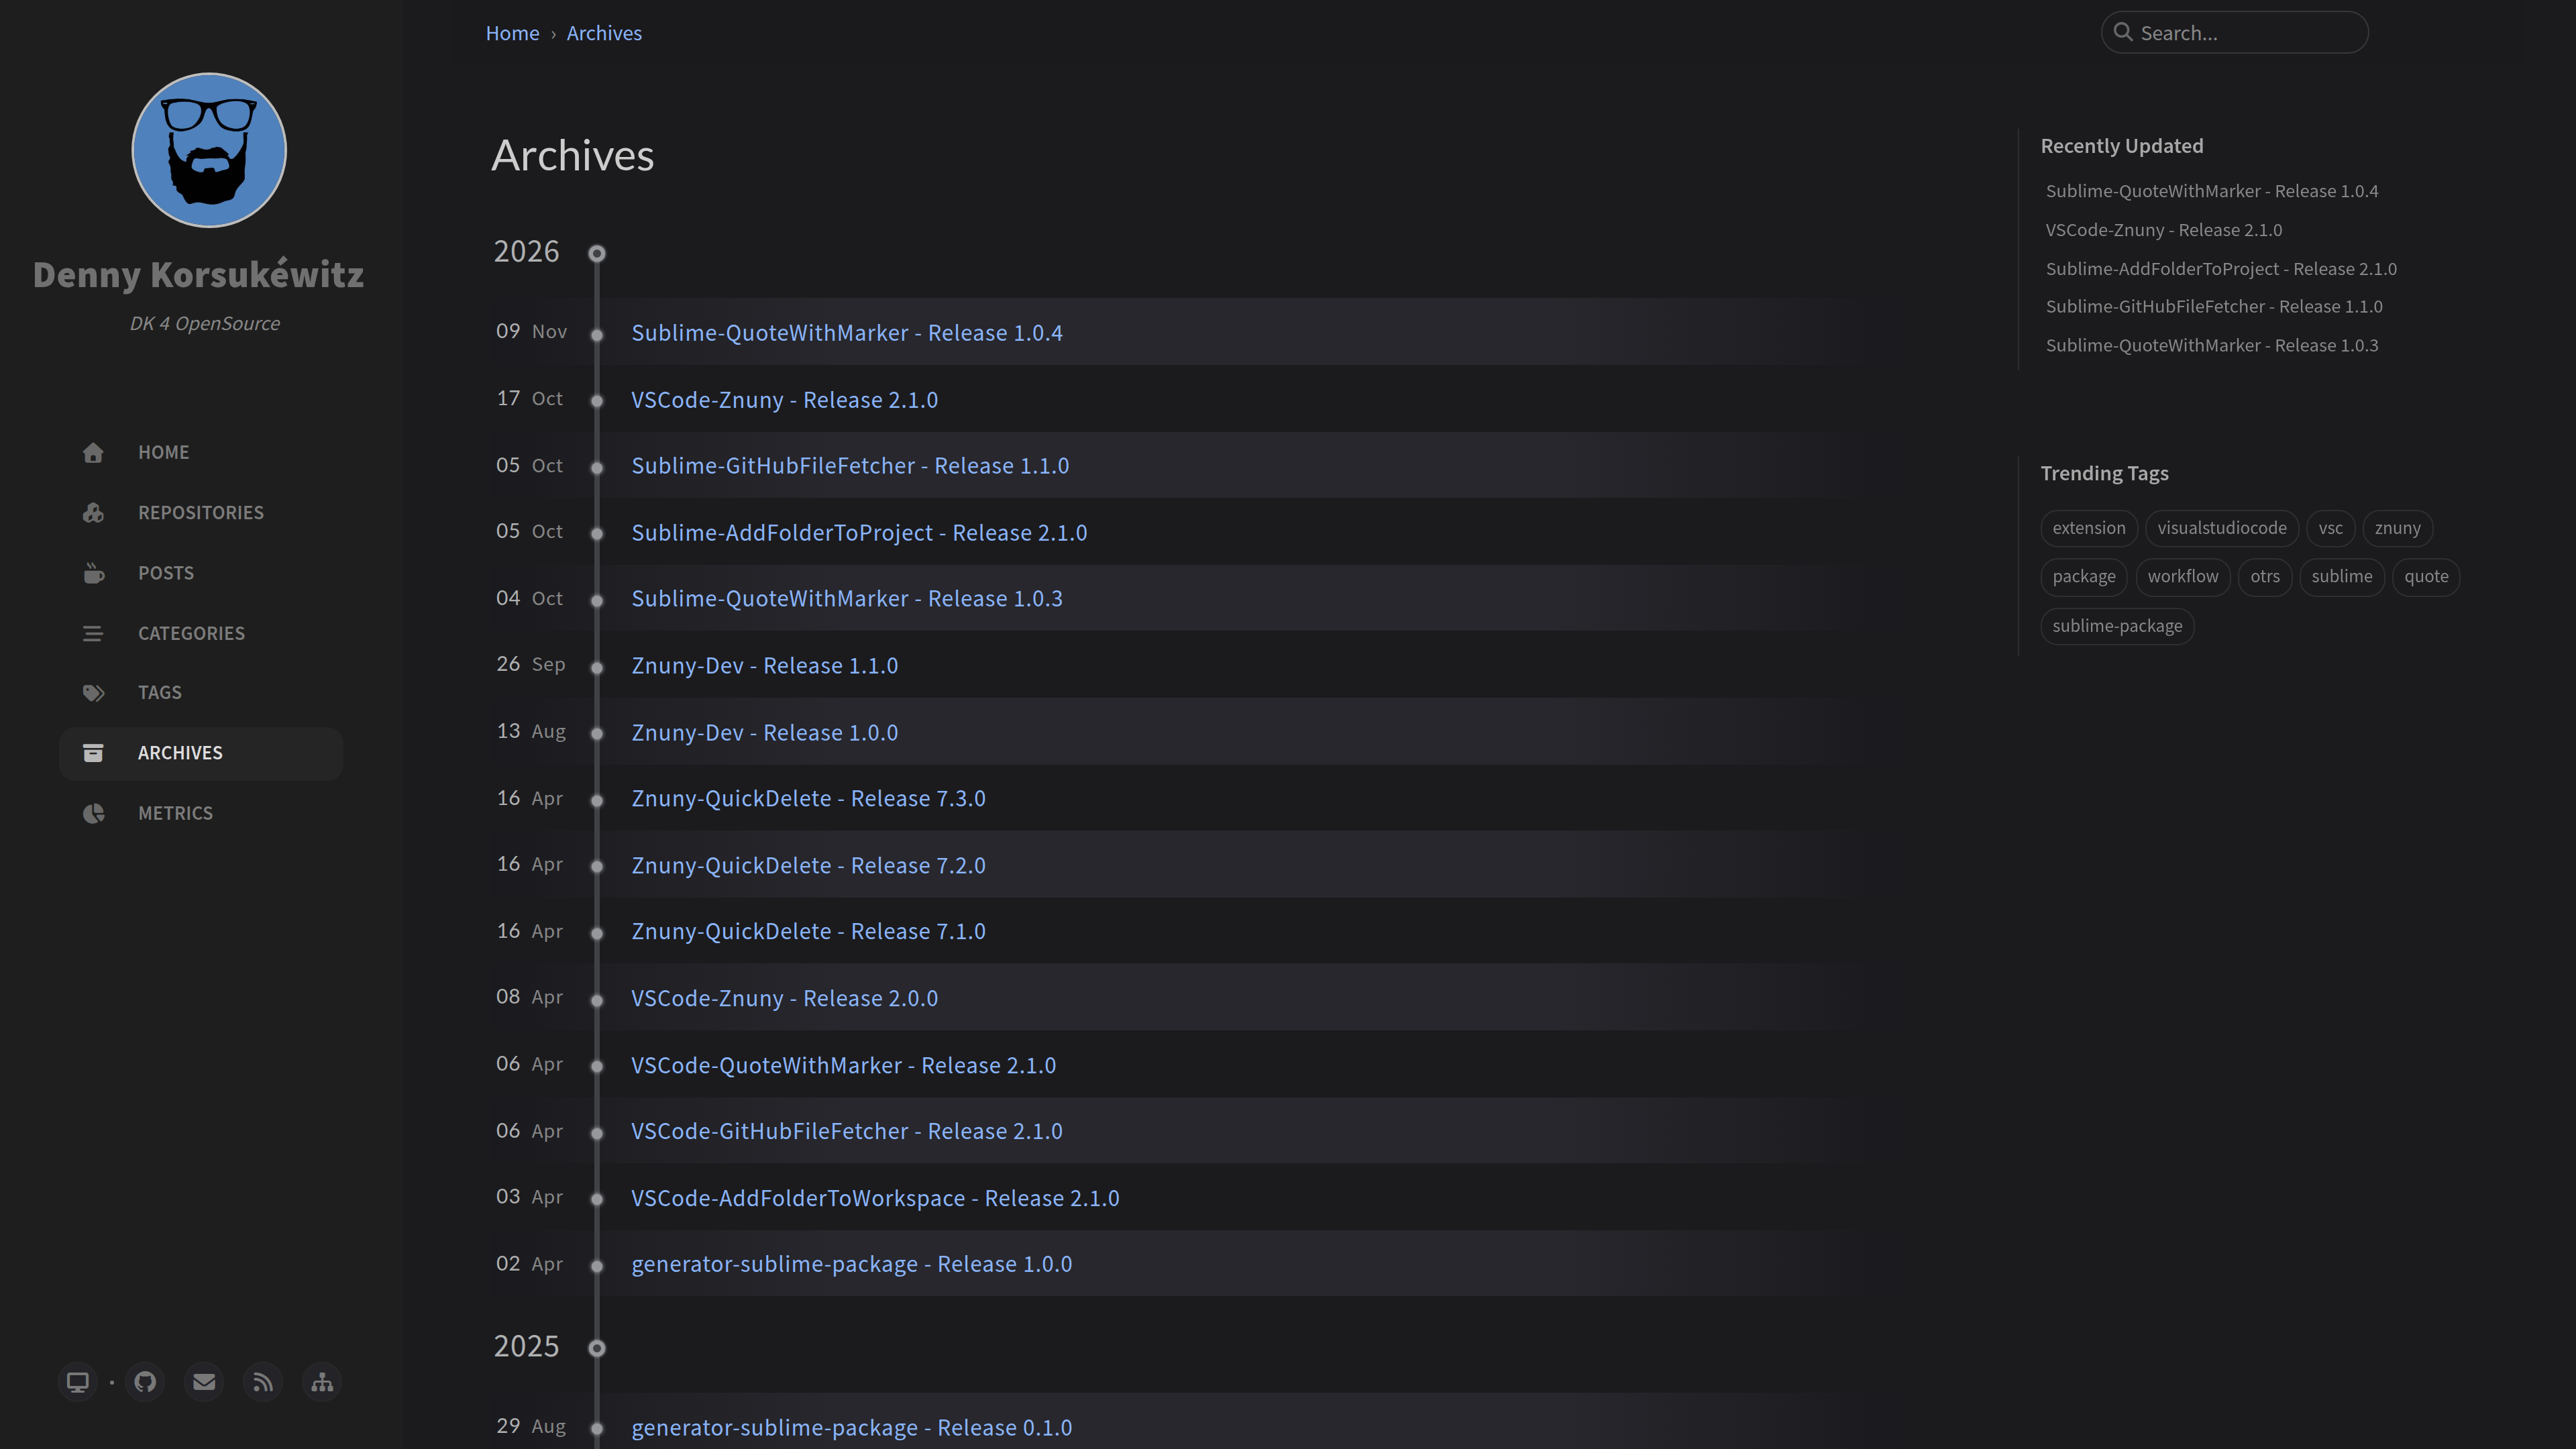 Denny Korsukéwitz
DK 4 OpenSource
HOME
REPOSITORIES
POSTS
CATEGORIES
TAGS
ARCHIVES
METRICS
Home › Archives
Search...
Archives
2026
09 Nov Sublime-QuoteWithMarker - Release 1.0.4
17 Oct VSCode-Znuny - Release 2.1.0
05 Oct Sublime-GitHubFileFetcher - Release 1.1.0
05 Oct Sublime-AddFolderToProject - Release 2.1.0
04 Oct Sublime-QuoteWithMarker - Release 1.0.3
26 Sep Znuny-Dev - Release 1.1.0
13 Aug Znuny-Dev - Release 1.0.0
16 Apr Znuny-QuickDelete - Release 7.3.0
16 Apr Znuny-QuickDelete - Release 7.2.0
16 Apr Znuny-QuickDelete - Release 7.1.0
08 Apr VSCode-Znuny - Release 2.0.0
06 Apr VSCode-QuoteWithMarker - Release 2.1.0
06 Apr VSCode-GitHubFileFetcher - Release 2.1.0
03 Apr VSCode-AddFolderToWorkspace - Release 2.1.0
02 Apr generator-sublime-package - Release 1.0.0
2025
29 Aug generator-sublime-package - Release 0.1.0
Recently Updated
Sublime-QuoteWithMarker - Release 1.0.4
VSCode-Znuny - Release 2.1.0
Sublime-AddFolderToProject - Release 2.1.0
Sublime-GitHubFileFetcher - Release 1.1.0
Sublime-QuoteWithMarker - Release 1.0.3
Trending Tags
extension visualstudiocode vsc znuny
package workflow otrs sublime quote
sublime-package